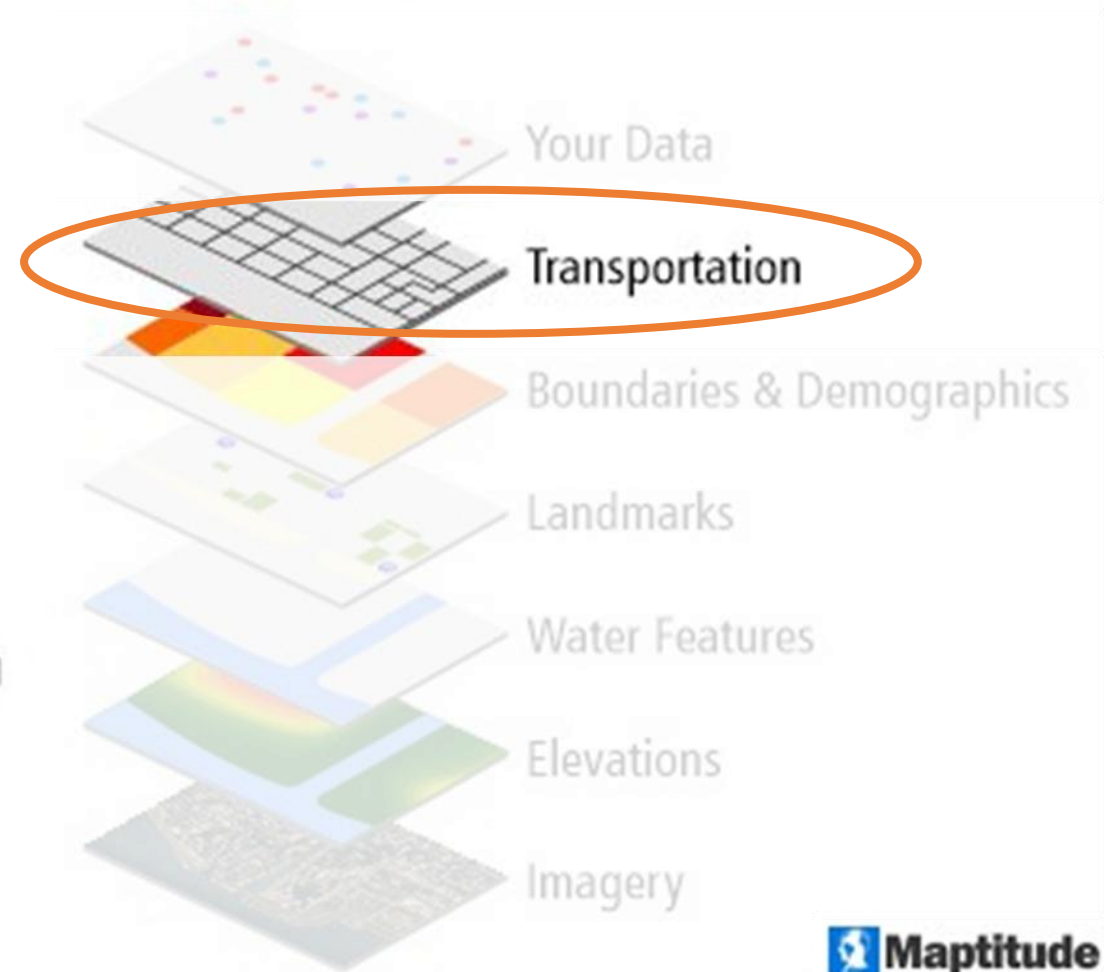 Your Data
Transportation
Boundaries & Demographics
Landmarks
Water Features
Elevations
Imagery
Maptitude